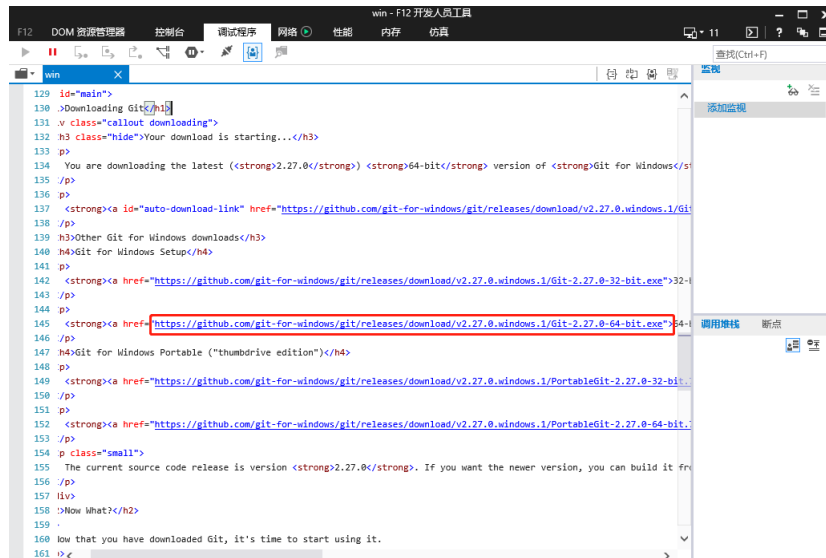 win - F12 开发人员工具
F12 DOM 资源管理器 控制台 调试程序 网络 性能 内存 仿真 11 ?
查找(Ctrl+F)
win X
监视
添加监视
129 id="main">
130 .>Downloading Git</h1>
131 .v class="callout downloading">
132 h3 class="hide">Your download is starting...</h3>
133 p>
134 You are downloading the latest (<strong>2.27.0</strong>) <strong>64-bit</strong> version of <strong>Git for Windows</st
135 /p>
136 p>
137 <strong><a id="auto-download-link" href="https://github.com/git-for-windows/git/releases/download/v2.27.0.windows.1/Git
138 /p>
139 h3>Other Git for Windows downloads</h3>
140 h4>Git for Windows Setup</h4>
141 p>
142 <strong><a href="https://github.com/git-for-windows/git/releases/download/v2.27.0.windows.1/Git-2.27.0-32-bit.exe">32-b
143 /p>
144 p>
145 <strong><a href="https://github.com/git-for-windows/git/releases/download/v2.27.0.windows.1/Git-2.27.0-64-bit.exe">64-b
146 /p>
147 h4>Git for Windows Portable ("thumbdrive edition")</h4>
148 p>
149 <strong><a href="https://github.com/git-for-windows/git/releases/download/v2.27.0.windows.1/PortableGit-2.27.0-32-bit.7
150 /p>
151 p>
152 <strong><a href="https://github.com/git-for-windows/git/releases/download/v2.27.0.windows.1/PortableGit-2.27.0-64-bit.7
153 /p>
154 p class="small">
155 The current source code release is version <strong>2.27.0</strong>. If you want the newer version, you can build it fro
156 /p>
157 div>
158 >Now What?</h2>
159
160 low that you have downloaded Git, it's time to start using it.
161 >
调用堆栈 断点